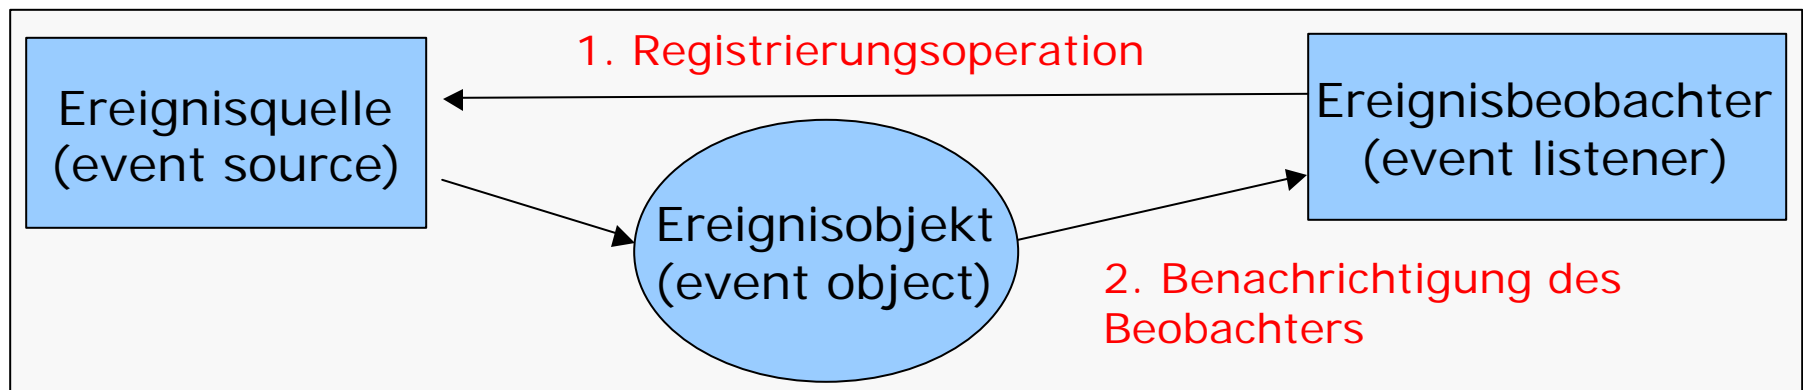 1. Registrierungsoperation
Ereignisquelle
(event source)
Ereignisbeobachter
(event listener)
Ereignisobjekt
(event object)
2. Benachrichtigung des
Beobachters